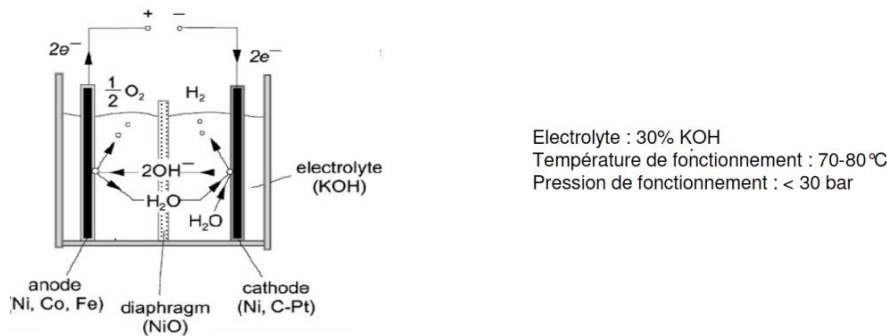 + −
2e− 2e−
1/2 O2 H2
2OH−
H2O
H2O
electrolyte
(KOH)
anode
(Ni, Co, Fe)
diaphragm
(NiO)
cathode
(Ni, C-Pt)
Electrolyte : 30% KOH
Température de fonctionnement : 70-80°C
Pression de fonctionnement : < 30 bar